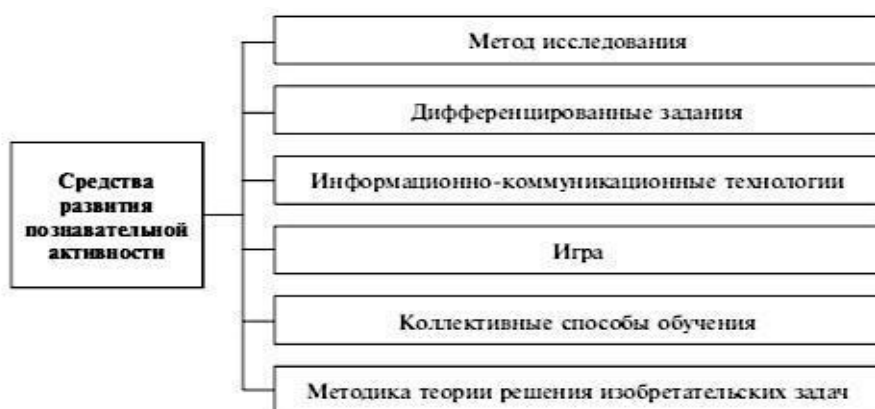 Средства
развития
познавательной
активности
Метод исследования
Дифференцированные задания
Информационно-коммуникационные технологии
Игра
Коллективные способы обучения
Методика теории решения изобретательских задач